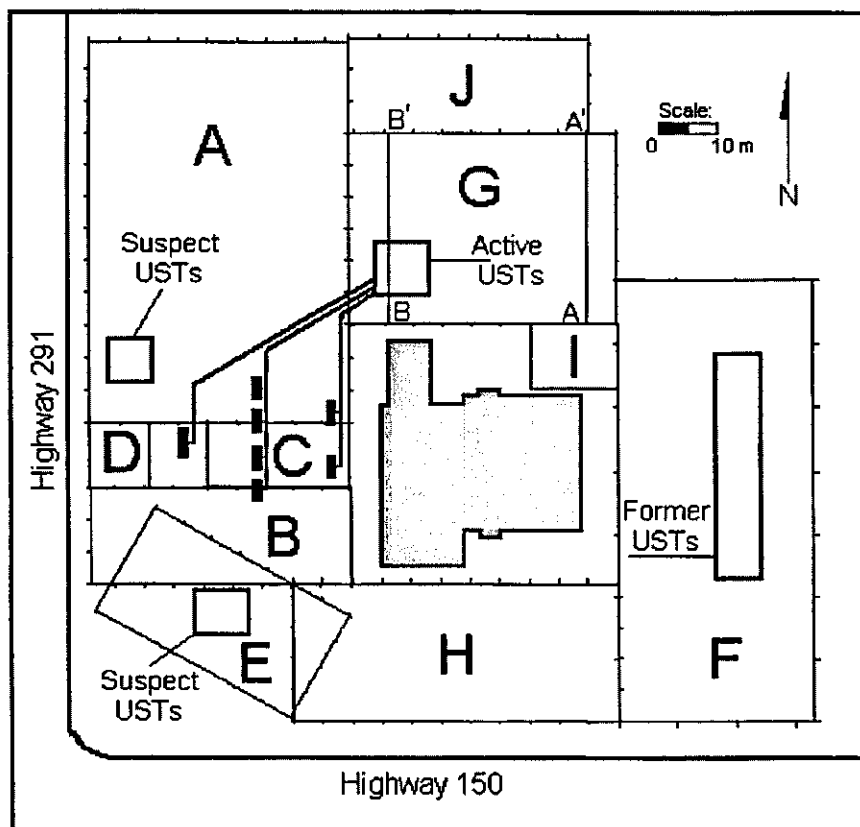 J
B'
A'
Scale:
0 10 m
A
G
N
Suspect
USTs
Active
USTs
B
A
I
Highway 291
D
C
Former
USTs
B
E
H
F
Suspect
USTs
Highway 150